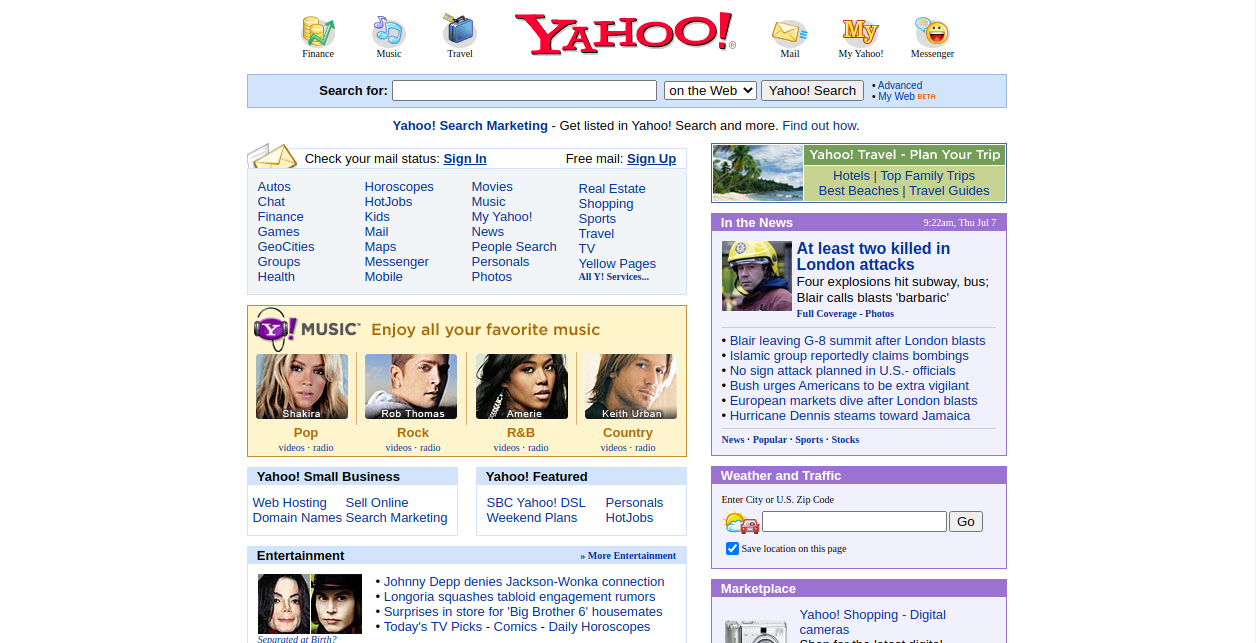 Finance
Music
Travel
YAHOO!®
Mail
My
My Yahoo!
Messenger
Search for:
on the Web
Yahoo! Search
• Advanced
• My Web BETA
Yahoo! Search Marketing - Get listed in Yahoo! Search and more. Find out how.
Check your mail status: Sign In
Free mail: Sign Up
Autos
Chat
Finance
Games
GeoCities
Groups
Health
Horoscopes
HotJobs
Kids
Mail
Maps
Messenger
Mobile
Movies
Music
My Yahoo!
News
People Search
Personals
Photos
Real Estate
Shopping
Sports
Travel
TV
Yellow Pages
All Y! Services...
Y! MUSIC™ Enjoy all your favorite music
Shakira
Rob Thomas
Amerie
Keith Urban
Pop
Rock
R&B
Country
videos · radio
videos · radio
videos · radio
videos · radio
Yahoo! Small Business
Web Hosting
Sell Online
Domain Names
Search Marketing
Yahoo! Featured
SBC Yahoo! DSL
Personals
Weekend Plans
HotJobs
Entertainment
» More Entertainment
Separated at Birth?
• Johnny Depp denies Jackson-Wonka connection
• Longoria squashes tabloid engagement rumors
• Surprises in store for 'Big Brother 6' housemates
• Today's TV Picks - Comics - Daily Horoscopes
Yahoo! Travel - Plan Your Trip
Hotels | Top Family Trips
Best Beaches | Travel Guides
In the News
9:22am, Thu Jul 7
At least two killed in
London attacks
Four explosions hit subway, bus;
Blair calls blasts 'barbaric'
Full Coverage - Photos
• Blair leaving G-8 summit after London blasts
• Islamic group reportedly claims bombings
• No sign attack planned in U.S.- officials
• Bush urges Americans to be extra vigilant
• European markets dive after London blasts
• Hurricane Dennis steams toward Jamaica
News · Popular · Sports · Stocks
Weather and Traffic
Enter City or U.S. Zip Code
Go
Save location on this page
Marketplace
Yahoo! Shopping - Digital
cameras
Shop for the latest digital